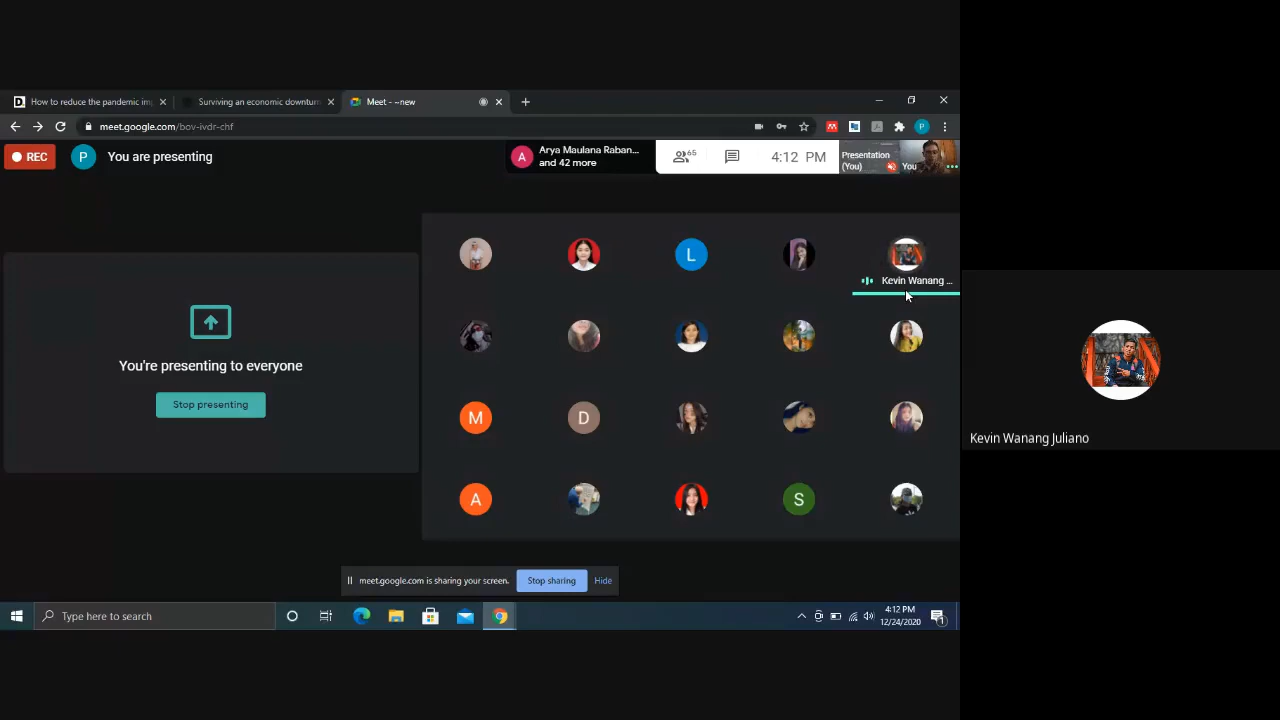 How to reduce the pandemic im
Surviving an economic downturn
Meet - ~new
meet.google.com/bov-ivdr-chf
P
REC
P
You are presenting
A
Arya Maulana Raban...
and 42 more
65
4:12 PM
Presentation
(You)
You
L
Kevin Wanang ...
You're presenting to everyone
Stop presenting
M
D
A
S
Kevin Wanang Juliano
meet.google.com is sharing your screen.
Stop sharing
Hide
Type here to search
4:12 PM
12/24/2020
1